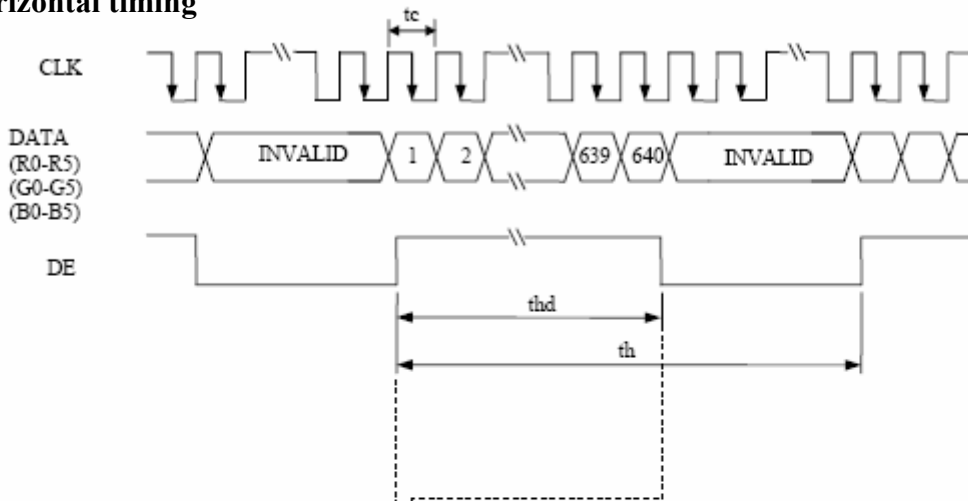 rizontal timing
tc
CLK
DATA
(R0-R5)
(G0-G5)
(B0-B5)
INVALID 1 2 639 640 INVALID
DE
thd
th